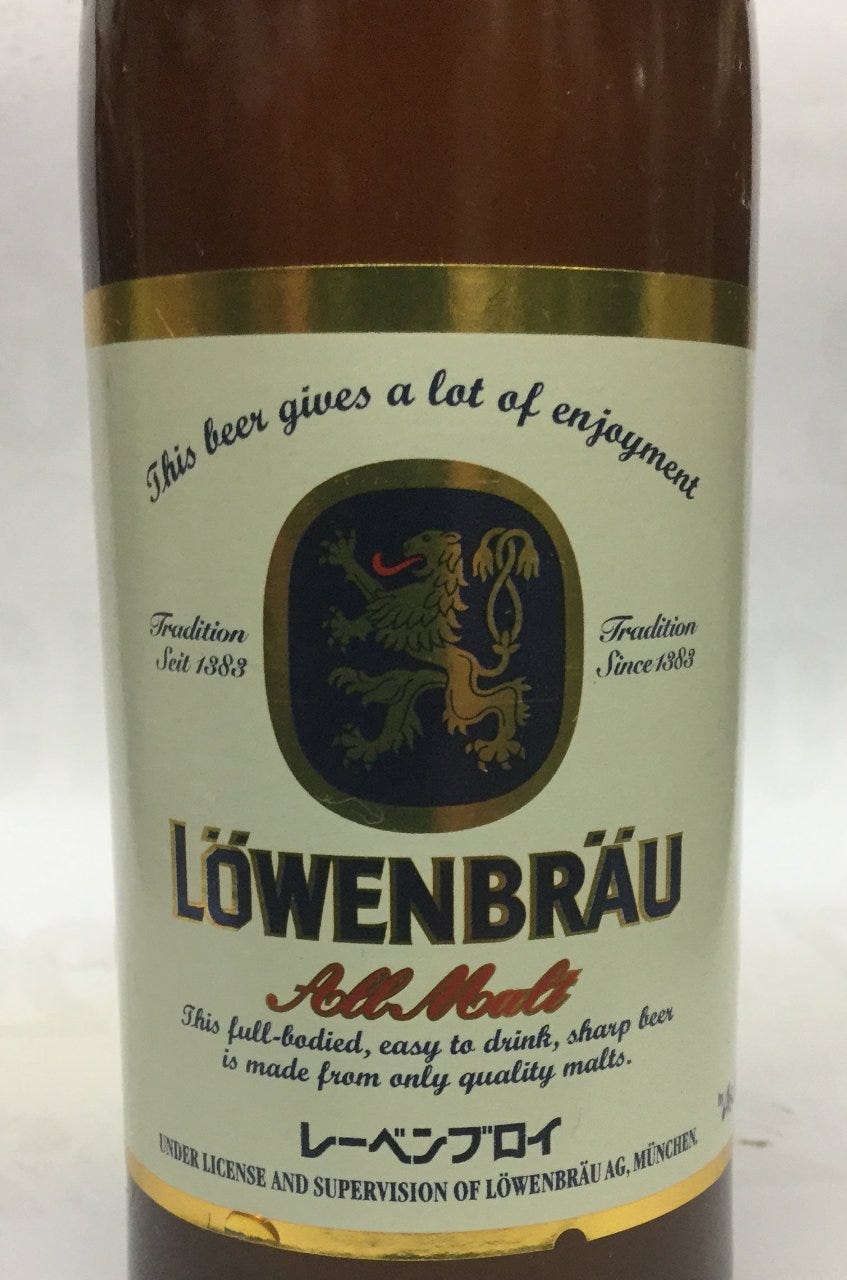 This beer gives a lot of enjoyment
Tradition
Seit 1383
Tradition
Since 1383
LÖWENBRÄU
All Malt
This full-bodied, easy to drink, sharp beer
is made from only quality malts.
レーベンブロイ
UNDER LICENSE AND SUPERVISION OF LÖWENBRÄU AG, MÜNCHEN.